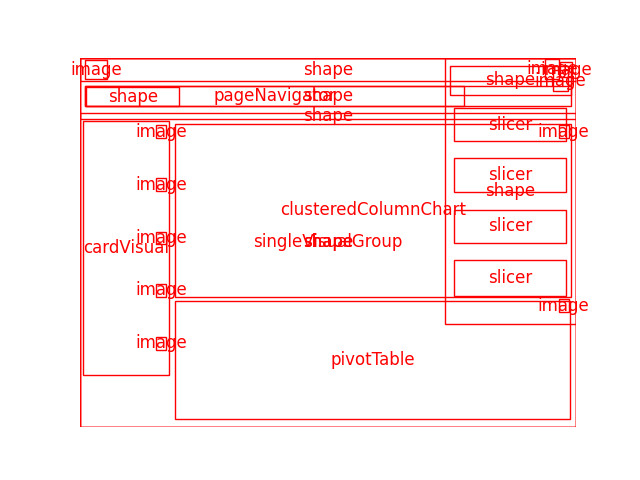 image
shape
image
image
shape
image
shape
pageNavigator
shape
shape
slicer
image
image
image
slicer
shape
clusteredColumnChart
slicer
image
singleVisualGroup
shape
cardVisual
slicer
image
image
image
pivotTable